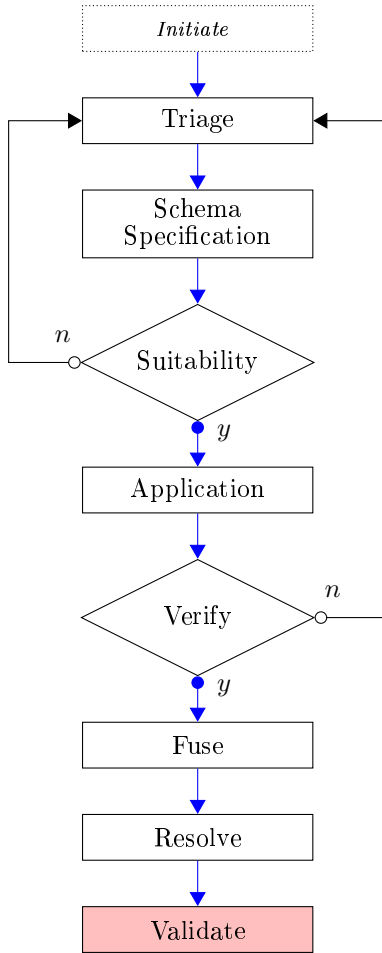 Initiate
Triage
Schema
Specification
n
Suitability
y
Application
n
Verify
y
Fuse
Resolve
Validate